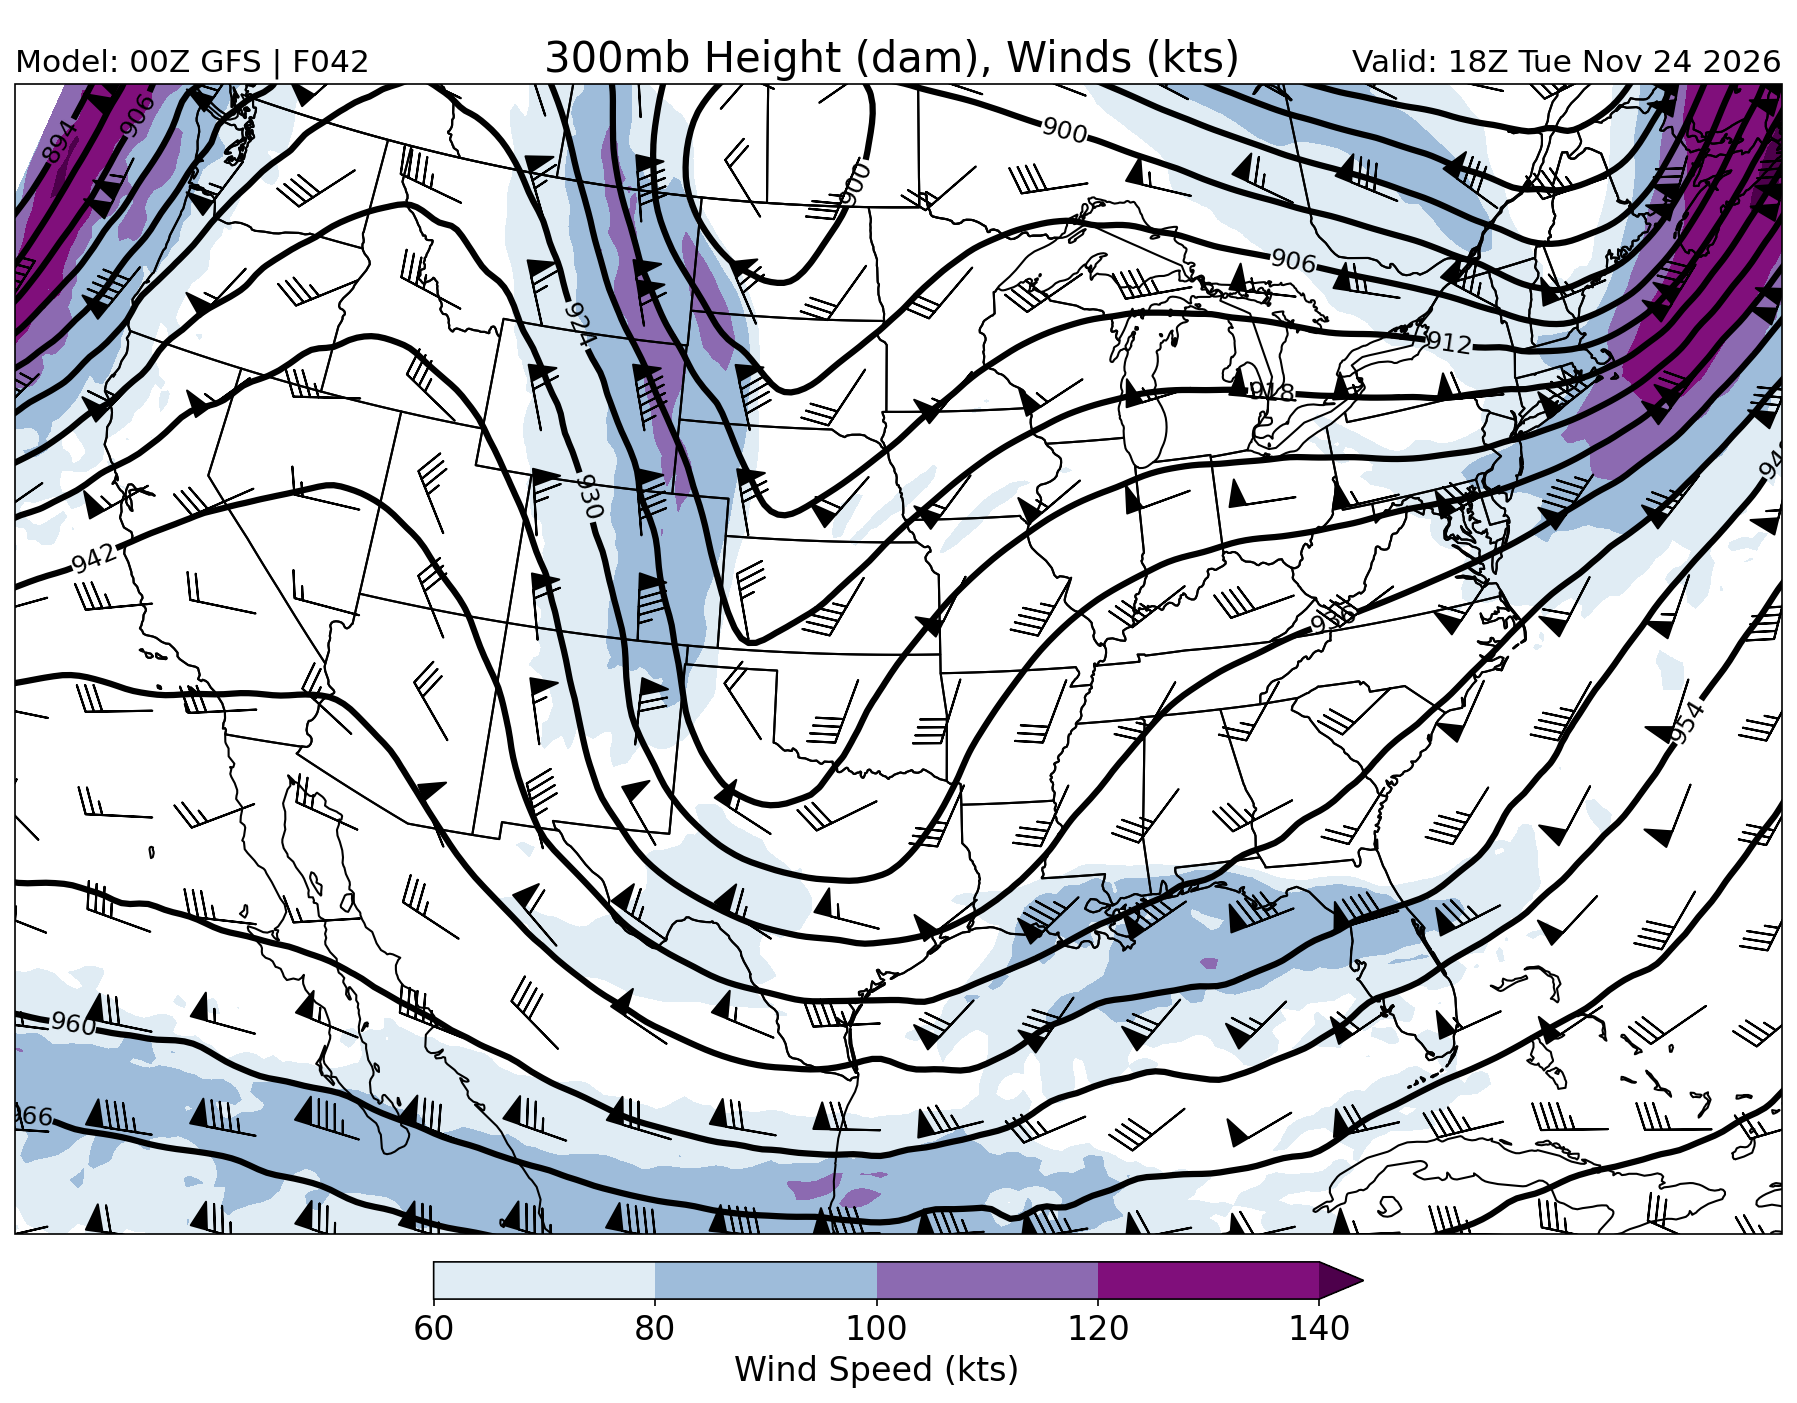 Model: 00Z GFS | F042
300mb Height (dam), Winds (kts)
Valid: 18Z Tue Nov 24 2026
894
906
900
900
906
912
918
924
930
936
942
954
960
966
60 80 100 120 140
Wind Speed (kts)